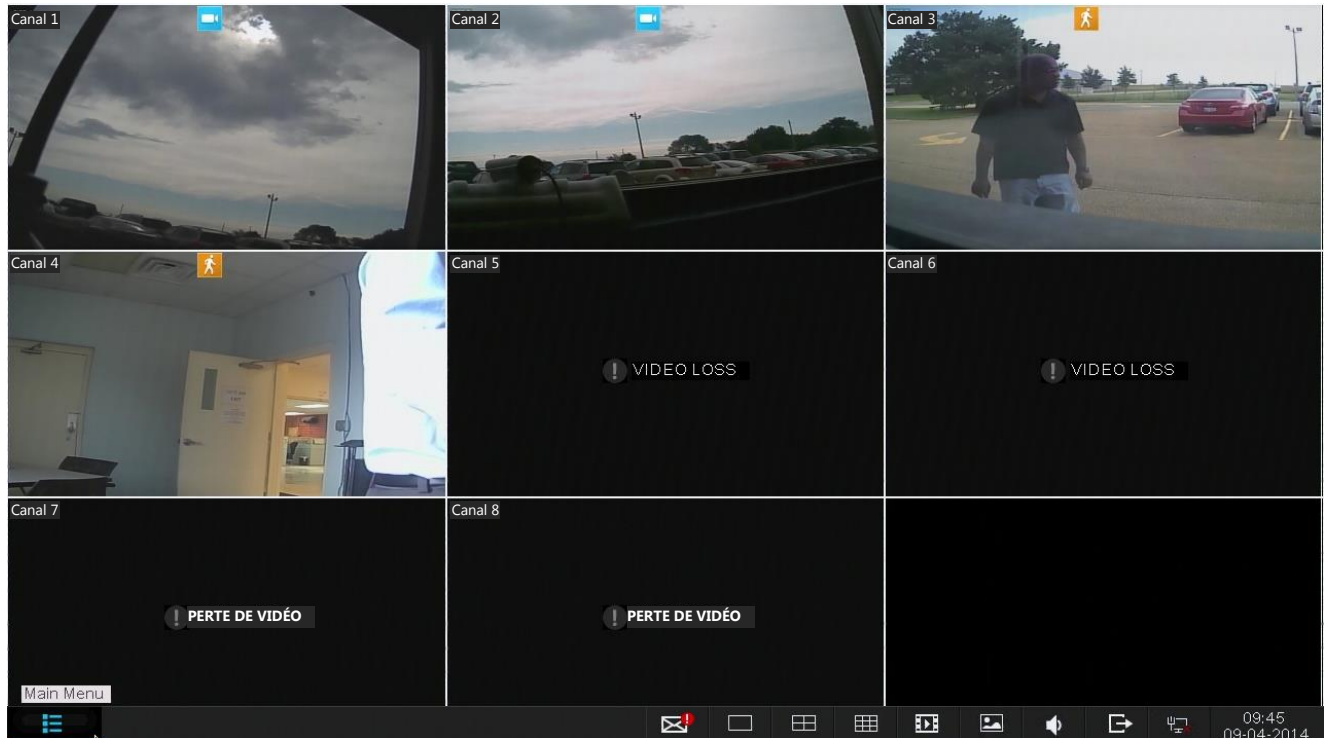 Canal 1
Canal 2
Canal 3
Canal 4
Canal 5
Canal 6
VIDEO LOSS
VIDEO LOSS
Canal 7
Canal 8
PERTE DE VIDÉO
PERTE DE VIDÉO
Main Menu
09:45
09-04-2014